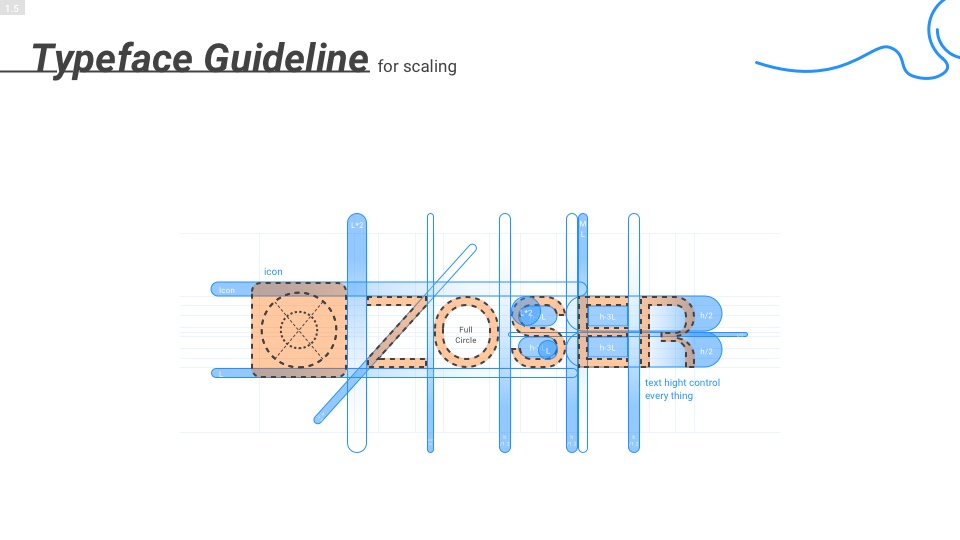 1.5
Typeface Guideline for scaling
L*2
M
L
icon
Icon
ZOSER
L*2
h-3L
h/2
Full
Circle
L
h-3L
h/2
L
text hight control
every thing